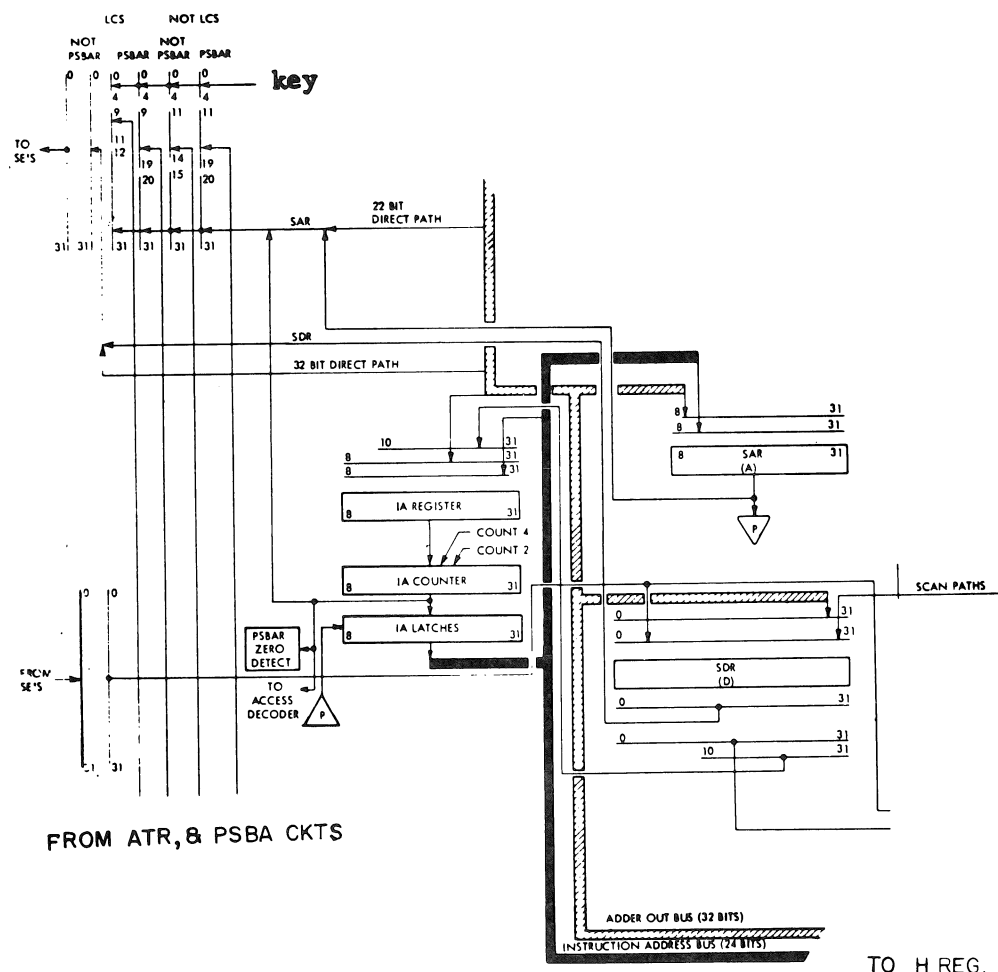 LCS NOT LCS
NOT PSBAR PSBAR NOT PSBAR PSBAR
0 0 0 0 0 0
key
4 4 4 4
9 9 11 11
TO SE'S
11
12
19
20
14
15
19
20
22 BIT DIRECT PATH
SAR
31 31 31 31 31 31
SDR
32 BIT DIRECT PATH
8 31
8 31
10 31
8 31
8 31
8 SAR (A) 31
P
8 IA REGISTER 31
COUNT 4
COUNT 2
8 IA COUNTER 31
8 IA LATCHES 31
PSBAR ZERO DETECT
TO ACCESS DECODER
P
0 0
FROM SE'S
31 31
SCAN PATHS
0 31
0 31
SDR (D)
0 31
0 31
10 31
FROM ATR, & PSBA CKTS
ADDER OUT BUS (32 BITS)
INSTRUCTION ADDRESS BUS (24 BITS)
TO H REG.